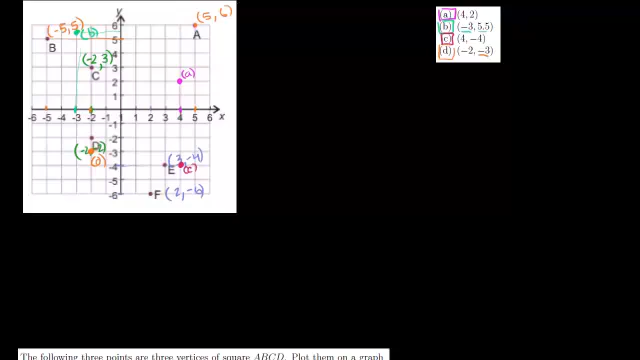 y
(-5,5) (b) 6 (5, 6)
B 5 A
4
(-2, 3)
C 3
2 (a)
1
-6 -5 -4 -3 -2 -1 1 2 3 4 5 6 x
-1
D -2
(-2,-2) -3
(d) -4 (3,-4)
E (c)
-5
-6 F (2,-6)
(a) (4, 2)
(b) (−3, 5.5)
(c) (4, −4)
(d) (−2, −3)
The following three points are three vertices of square ABCD. Plot them on a graph